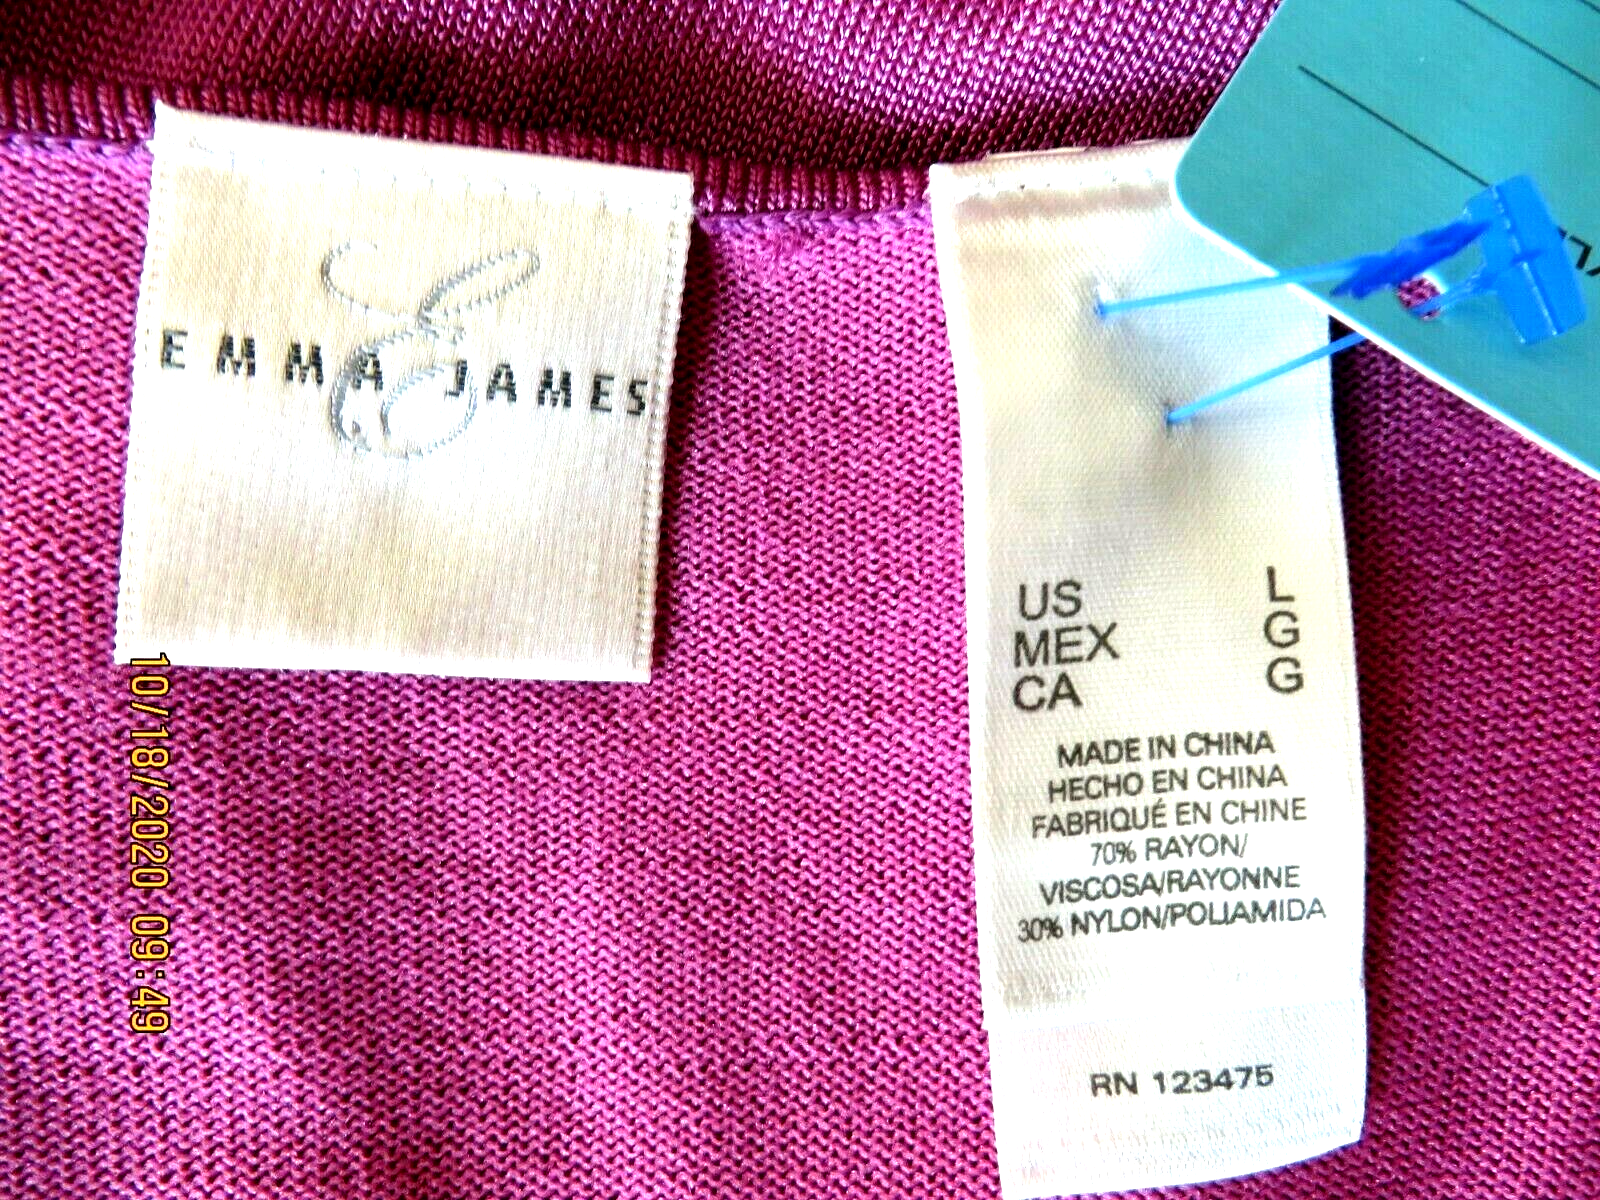 EMMA JAMES
US L
MEX G
CA G
MADE IN CHINA
HECHO EN CHINA
FABRIQUÉ EN CHINE
70% RAYON/
VISCOSA/RAYONNE
30% NYLON/POLIAMIDA
RN 123475
10/18/2020 09:49